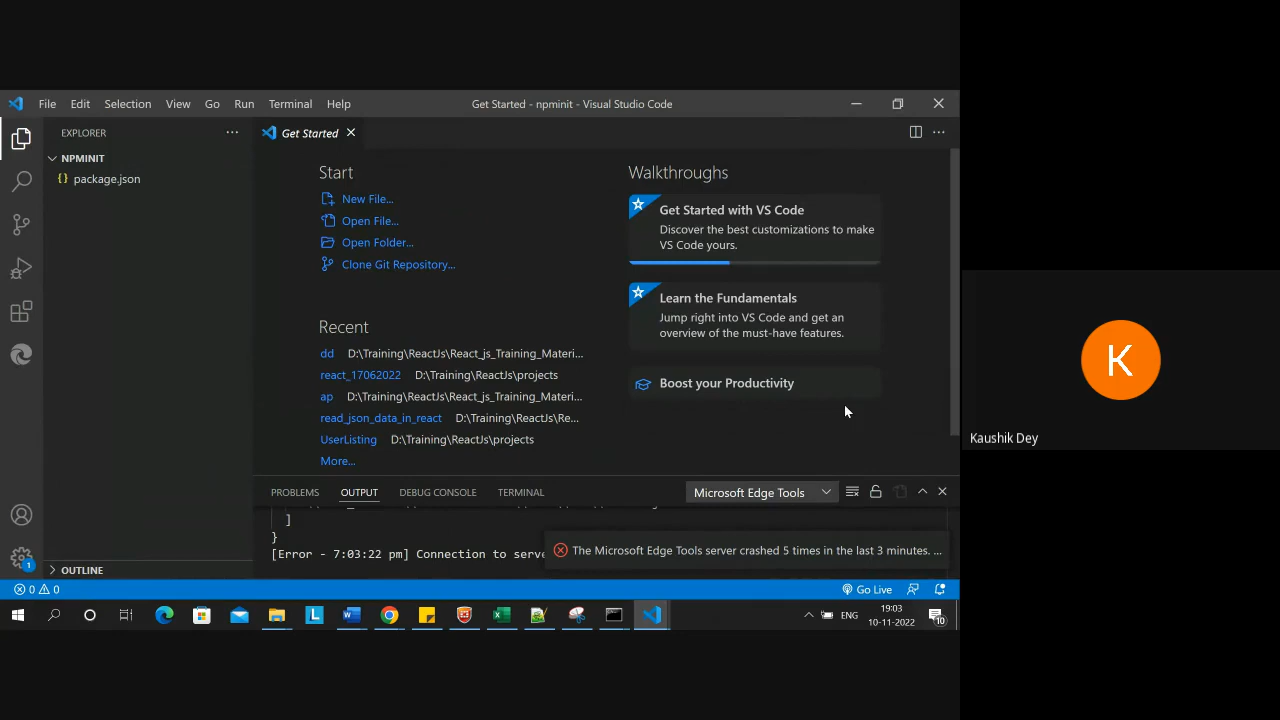 File Edit Selection View Go Run Terminal Help
Get Started - npminit - Visual Studio Code
EXPLORER
NPMINIT
{} package.json
OUTLINE
Get Started
Start
New File...
Open File...
Open Folder...
Clone Git Repository...
Recent
dd D:\Training\ReactJs\React_js_Training_Materi...
react_17062022 D:\Training\ReactJs\projects
ap D:\Training\ReactJs\React_js_Training_Materi...
read_json_data_in_react D:\Training\ReactJs\Re...
UserListing D:\Training\ReactJs\projects
More...
Walkthroughs
Get Started with VS Code
Discover the best customizations to make
VS Code yours.
Learn the Fundamentals
Jump right into VS Code and get an
overview of the must-have features.
Boost your Productivity
PROBLEMS OUTPUT DEBUG CONSOLE TERMINAL
Microsoft Edge Tools
]
}
[Error - 7:03:22 pm] Connection to serve
The Microsoft Edge Tools server crashed 5 times in the last 3 minutes. ...
1
0 0
Go Live
L
ENG
19:03
10-11-2022
10
K
Kaushik Dey